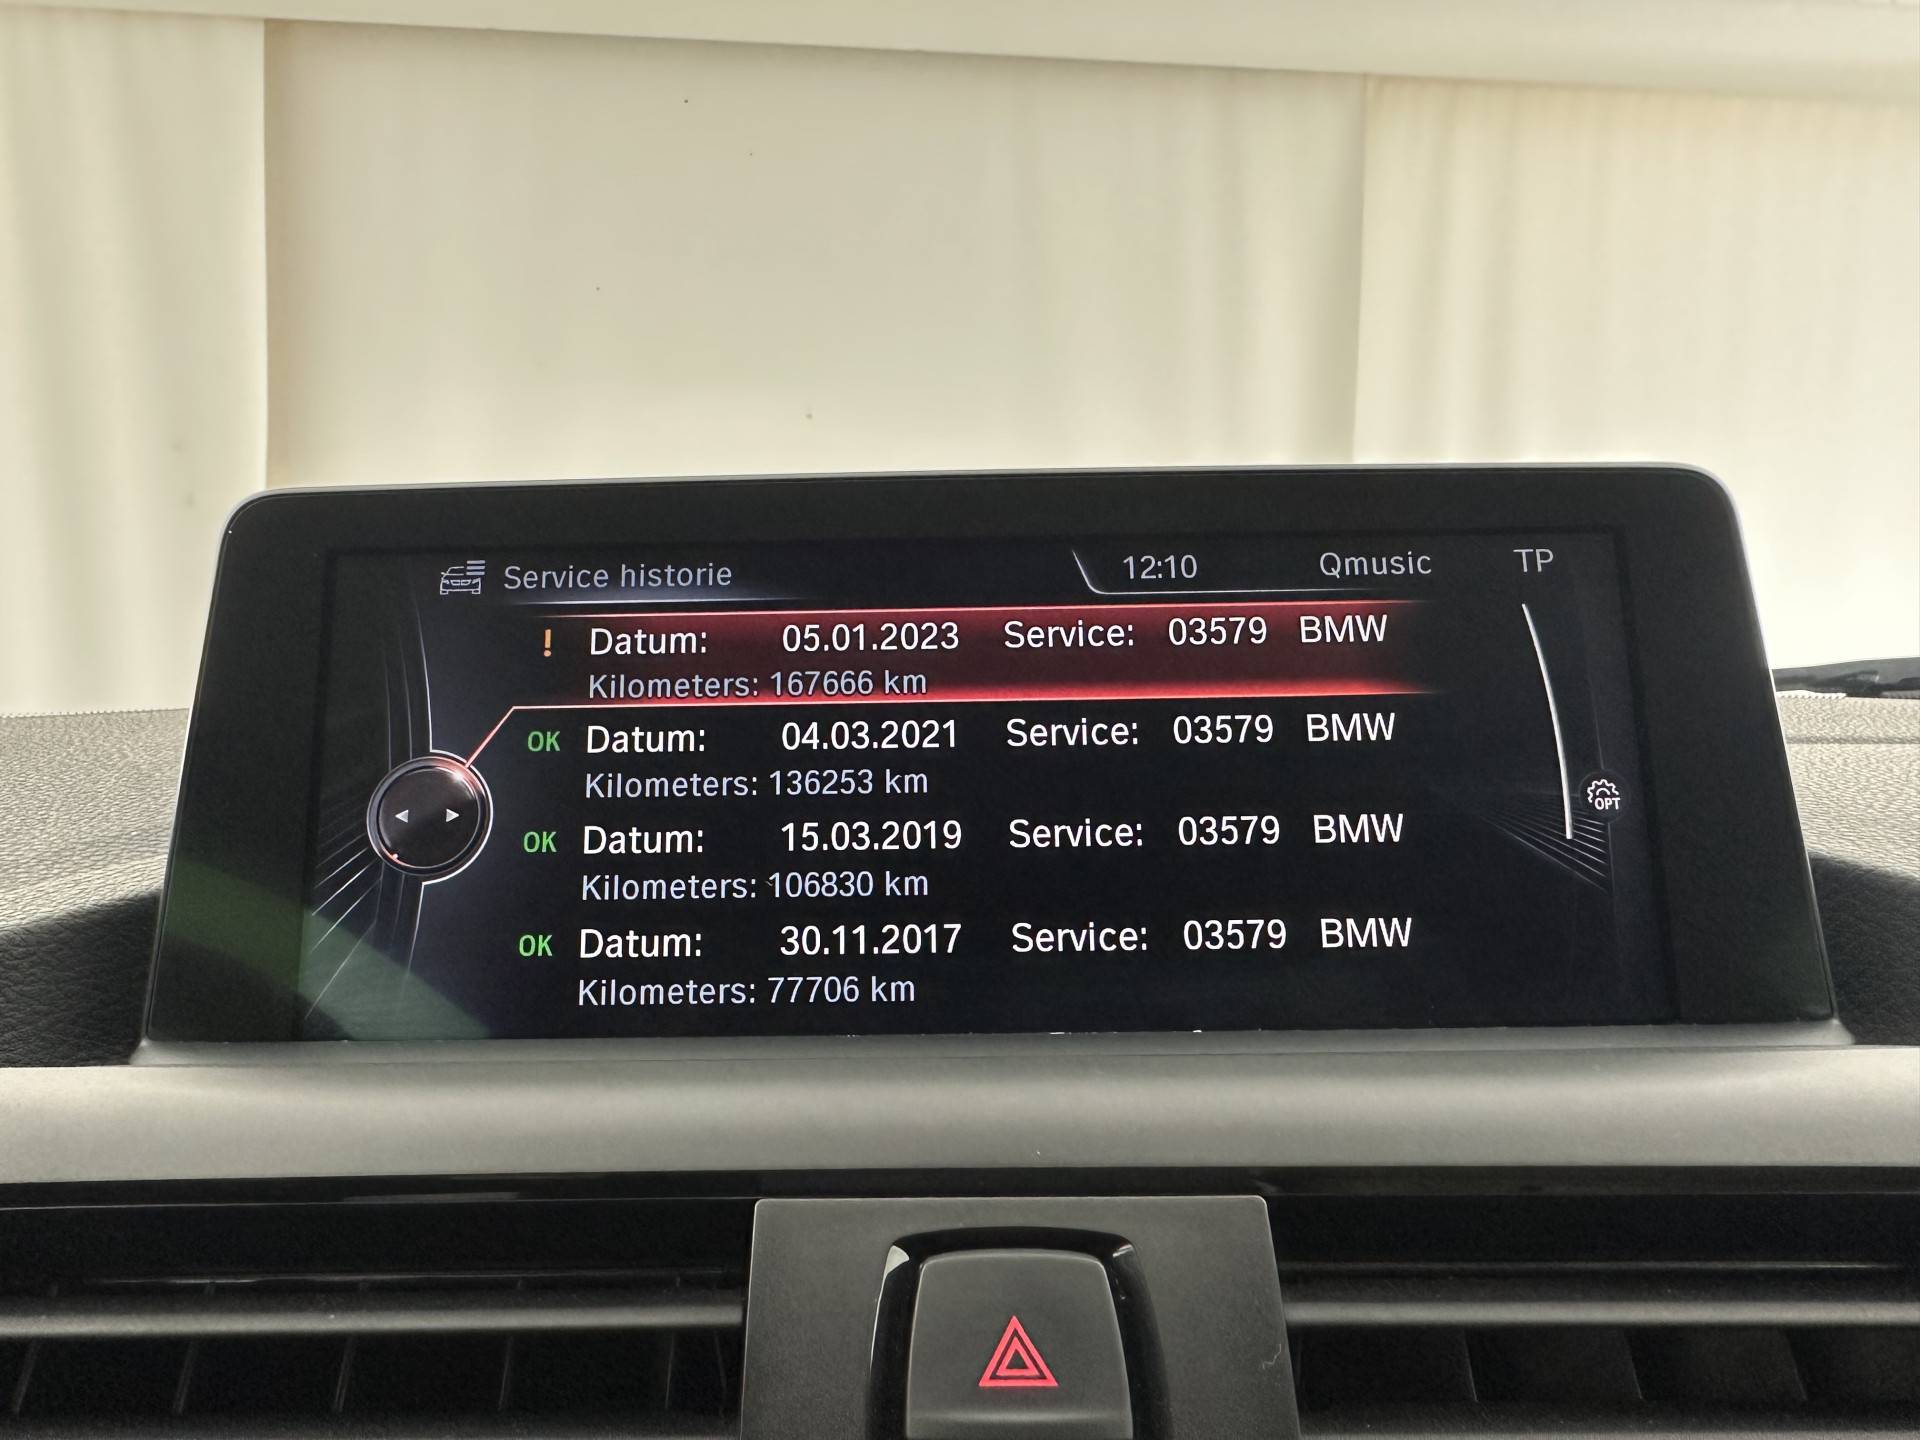 Service historie 12:10 Qmusic TP
! Datum: 05.01.2023 Service: 03579 BMW
Kilometers: 167666 km
OK Datum: 04.03.2021 Service: 03579 BMW
Kilometers: 136253 km
OK Datum: 15.03.2019 Service: 03579 BMW
Kilometers: 106830 km
OK Datum: 30.11.2017 Service: 03579 BMW
Kilometers: 77706 km
OPT